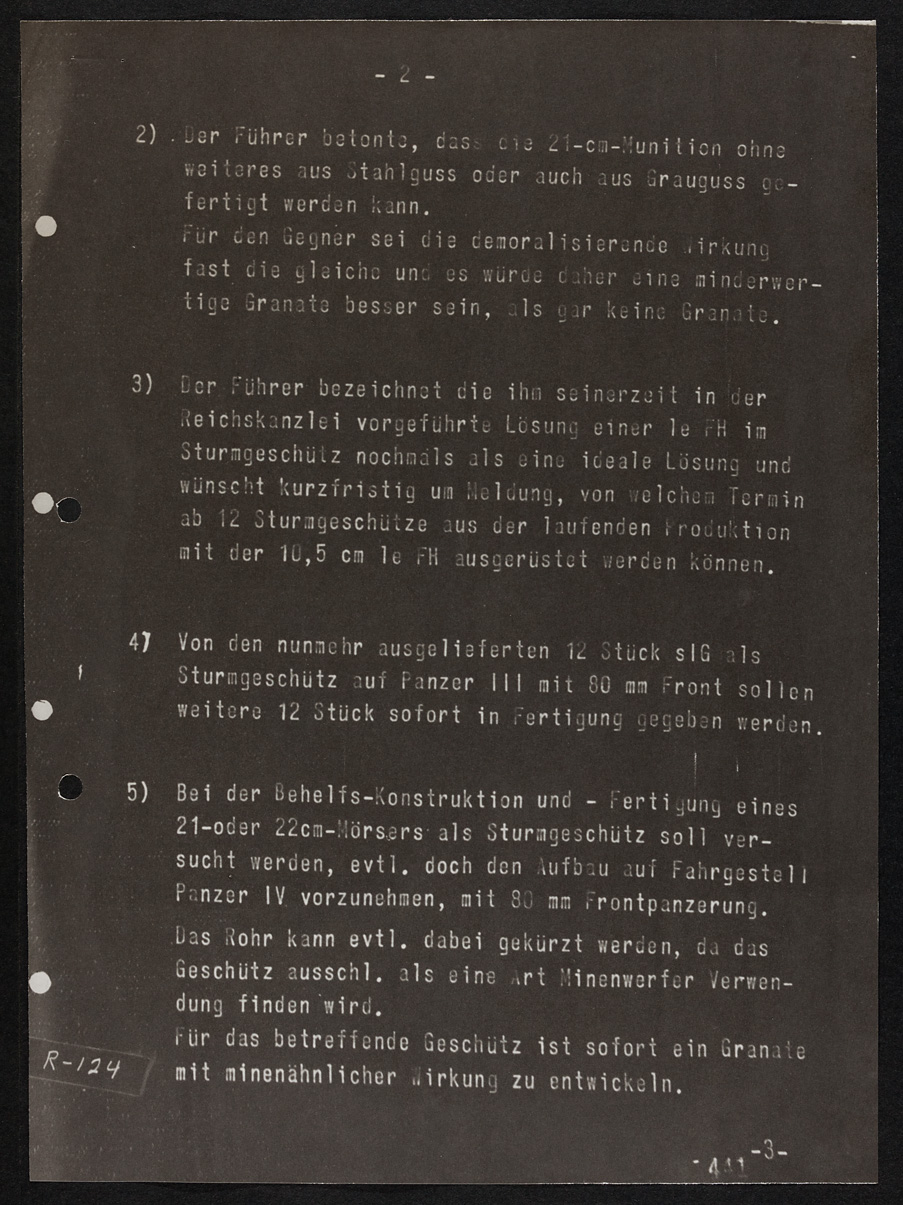 - 2 -
2) Der Führer betonte, dass die 21-cm-Munition ohne
weiteres aus Stahlguss oder auch aus Grauguss ge-
fertigt werden kann.
Für den Gegner sei die demoralisierende Wirkung
fast die gleiche und es würde daher eine minderwer-
tige Granate besser sein, als gar keine Granate.
3) Der Führer bezeichnet die ihm seinerzeit in der
Reichskanzlei vorgeführte Lösung einer le FH im
Sturmgeschütz nochmals als eine ideale Lösung und
wünscht kurzfristig um Meldung, von welchem Termin
ab 12 Sturmgeschütze aus der laufenden Produktion
mit der 10,5 cm le FH ausgerüstet werden können.
4) Von den nunmehr ausgelieferten 12 Stück sIG als
Sturmgeschütz auf Panzer III mit 80 mm Front sollen
weitere 12 Stück sofort in Fertigung gegeben werden.
5) Bei der Behelfs-Konstruktion und - Fertigung eines
21-oder 22cm-Mörsers als Sturmgeschütz soll ver-
sucht werden, evtl. doch den Aufbau auf Fahrgestell
Panzer IV vorzunehmen, mit 80 mm Frontpanzerung.
Das Rohr kann evtl. dabei gekürzt werden, da das
Geschütz ausschl. als eine Art Minenwerfer Verwen-
dung finden wird.
Für das betreffende Geschütz ist sofort ein Granate
mit minenähnlicher Wirkung zu entwickeln.
R-124
-3-
- 441